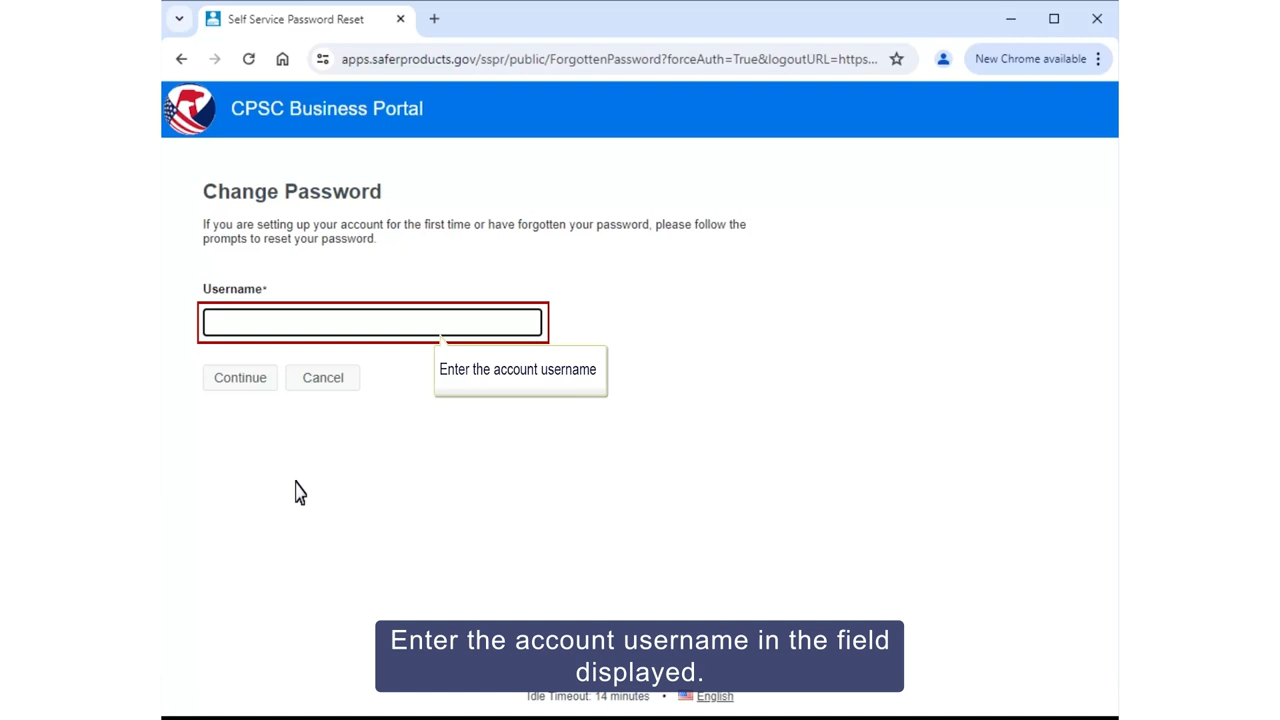 Self Service Password Reset
apps.saferproducts.gov/sspr/public/ForgottenPassword?forceAuth=True&logoutURL=https...
New Chrome available
CPSC Business Portal
Change Password
If you are setting up your account for the first time or have forgotten your password, please follow the
prompts to reset your password.
Username*
Enter the account username
Continue
Cancel
Enter the account username in the field
displayed.
Idle Timeout: 14 minutes • English